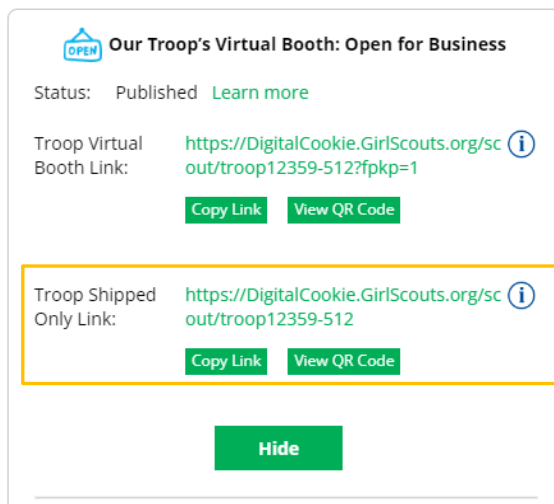 OPEN Our Troop's Virtual Booth: Open for Business
Status: Published Learn more
Troop Virtual Booth Link:
https://DigitalCookie.GirlScouts.org/sc
out/troop12359-512?fpkp=1
i
Copy Link View QR Code
Troop Shipped Only Link:
https://DigitalCookie.GirlScouts.org/sc
out/troop12359-512
i
Copy Link View QR Code
Hide